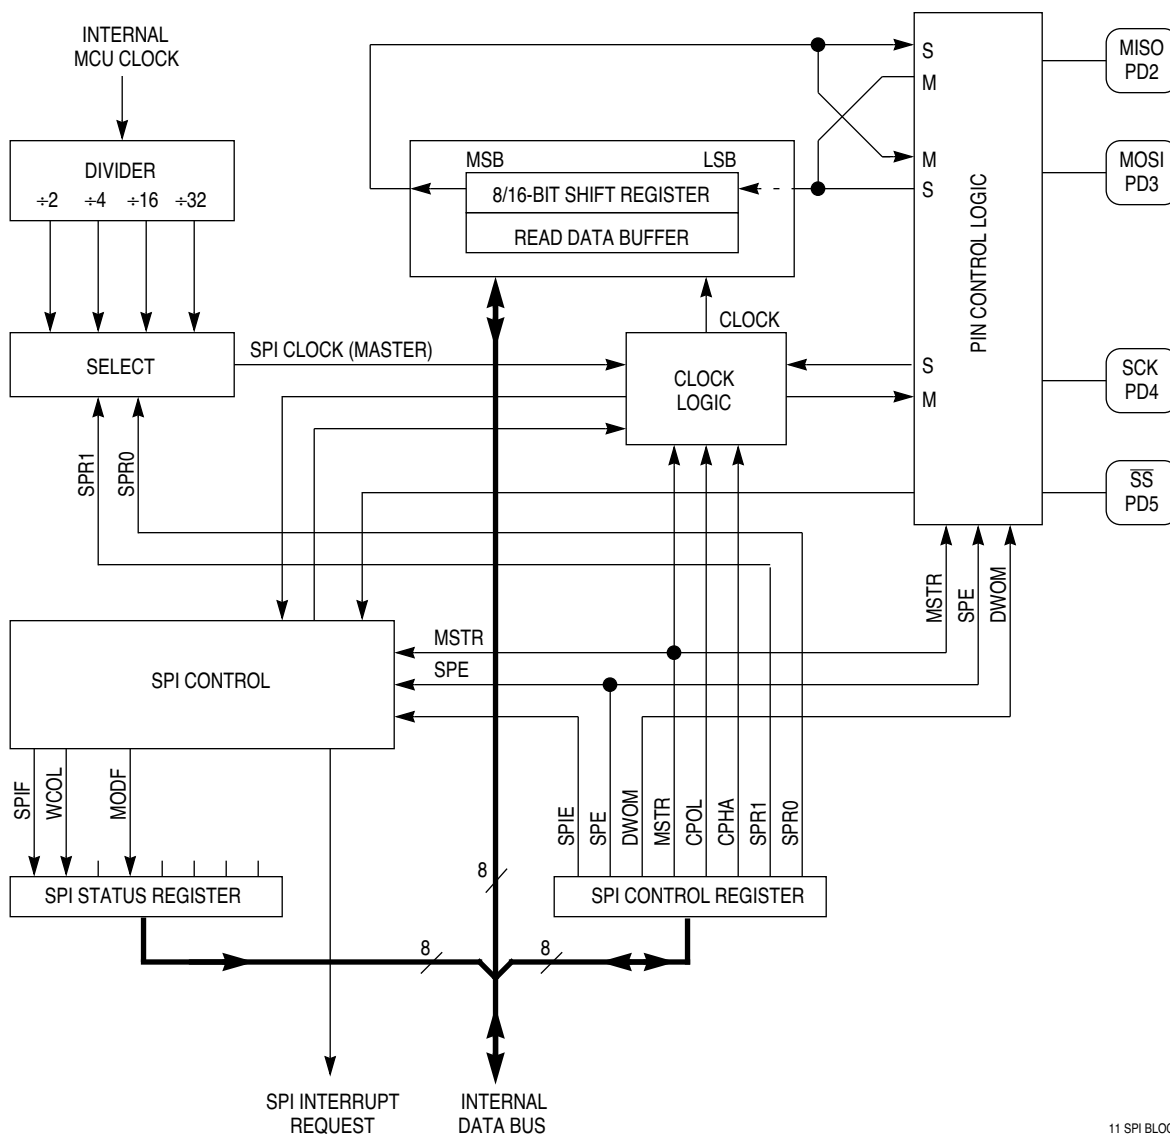 INTERNAL
MCU CLOCK
DIVIDER
÷2 ÷4 ÷16 ÷32
SELECT
SPI CLOCK (MASTER)
SPR1
SPR0
MSB LSB
8/16-BIT SHIFT REGISTER
READ DATA BUFFER
CLOCK
CLOCK
LOGIC
S
M
M
S
S
M
PIN CONTROL LOGIC
MISO
PD2
MOSI
PD3
SCK
PD4
SS
PD5
MSTR
SPE
DWOM
MSTR
SPE
SPI CONTROL
SPIF
WCOL
MODF
SPIE
SPE
DWOM
MSTR
CPOL
CPHA
SPR1
SPR0
8
SPI STATUS REGISTER
SPI CONTROL REGISTER
8
8
SPI INTERRUPT
REQUEST
INTERNAL
DATA BUS
11 SPI